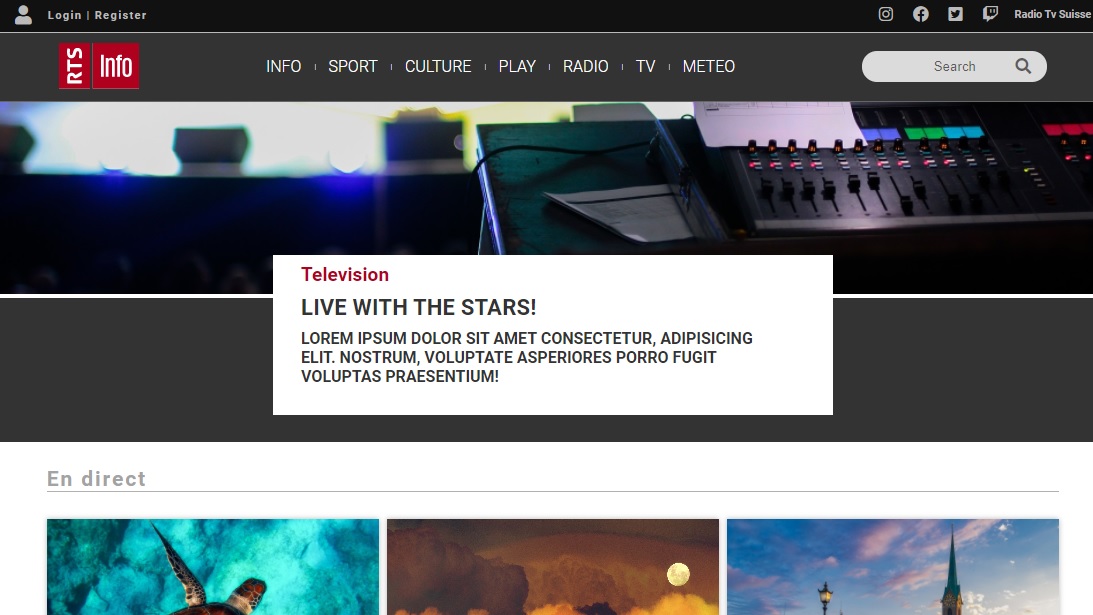 Login | Register
Radio Tv Suisse
RTS Info
INFO
SPORT
CULTURE
PLAY
RADIO
TV
METEO
Search
Television
LIVE WITH THE STARS!
LOREM IPSUM DOLOR SIT AMET CONSECTETUR, ADIPISICING
ELIT. NOSTRUM, VOLUPTATE ASPERIORES PORRO FUGIT
VOLUPTAS PRAESENTIUM!
En direct